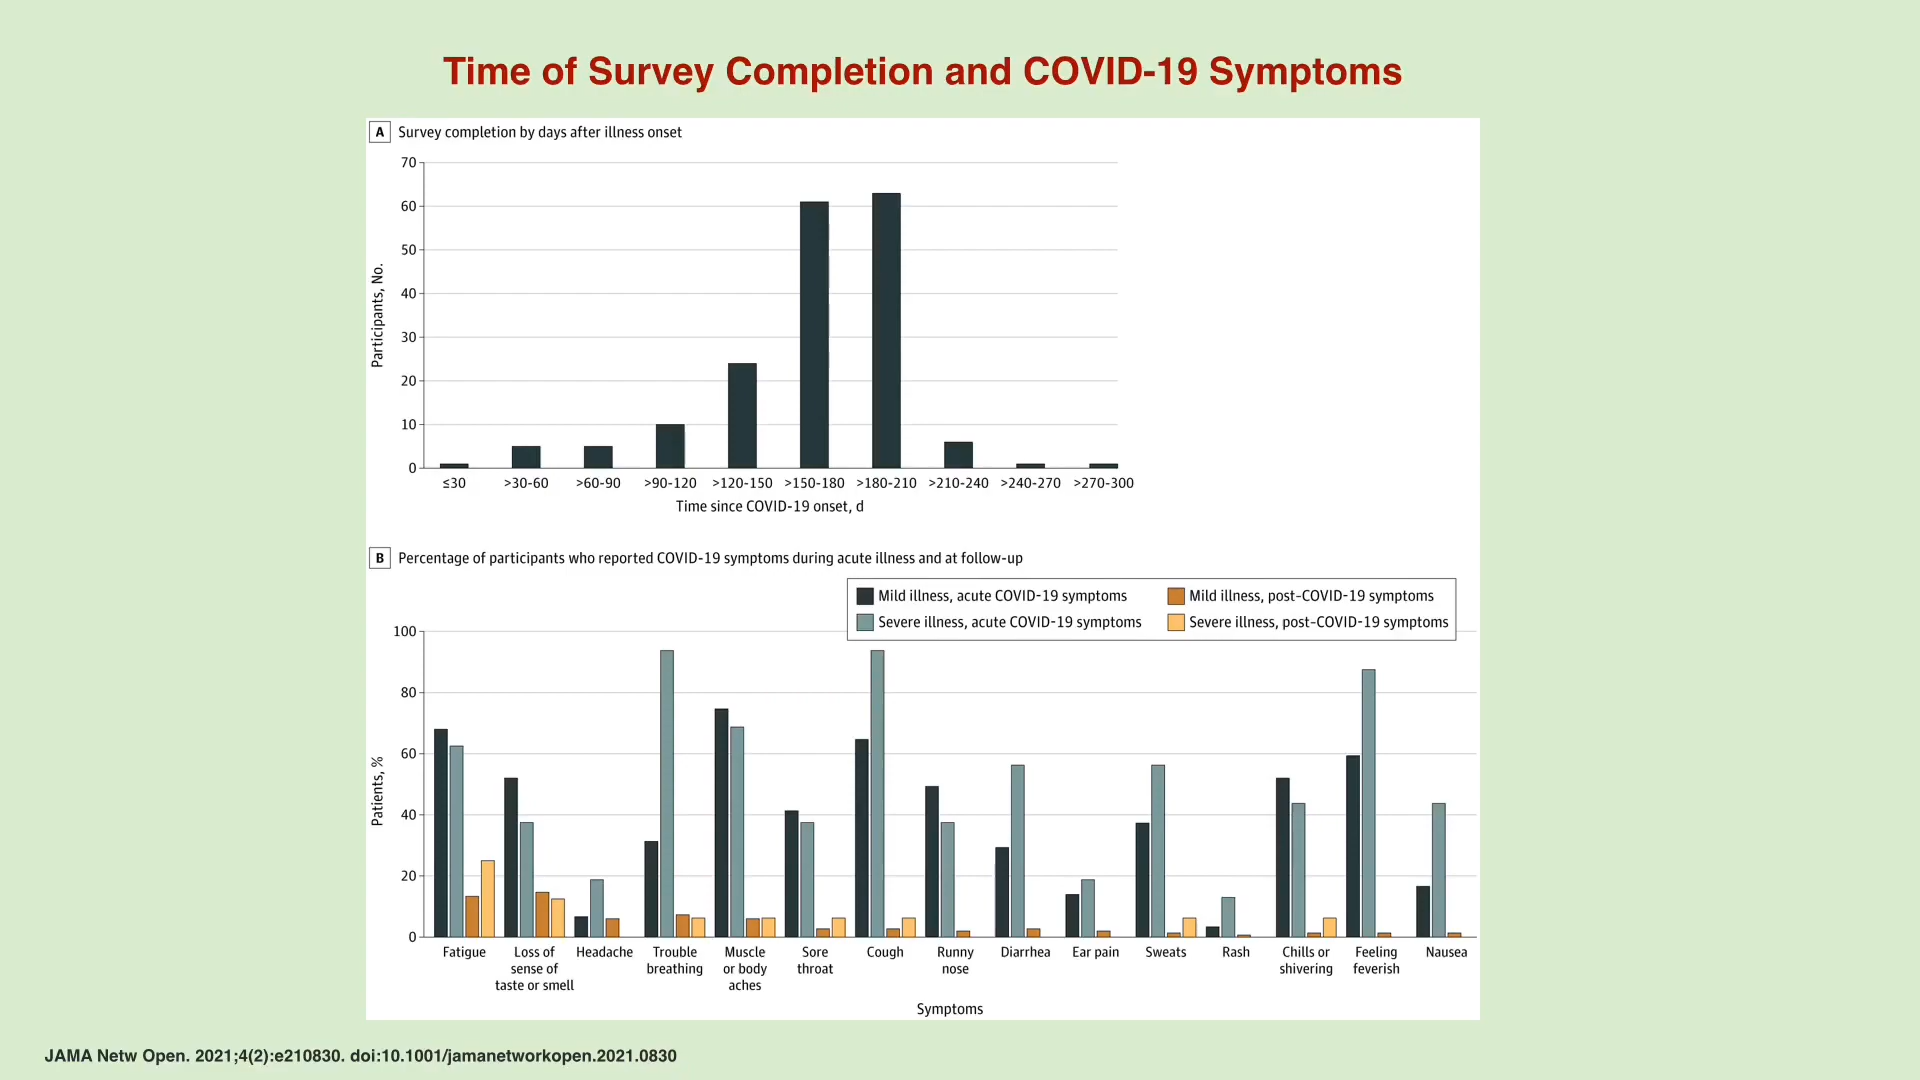 Time of Survey Completion and COVID-19 Symptoms
A Survey completion by days after illness onset
70
60
50
40
30
20
10
0
Participants, No.
≤30 >30-60 >60-90 >90-120 >120-150 >150-180 >180-210 >210-240 >240-270 >270-300
Time since COVID-19 onset, d
B Percentage of participants who reported COVID-19 symptoms during acute illness and at follow-up
Mild illness, acute COVID-19 symptoms Mild illness, post-COVID-19 symptoms
Severe illness, acute COVID-19 symptoms Severe illness, post-COVID-19 symptoms
100
80
60
40
20
0
Patients, %
Fatigue
Loss of
sense of
taste or smell
Headache
Trouble
breathing
Muscle
or body
aches
Sore
throat
Cough
Runny
nose
Diarrhea
Ear pain
Sweats
Rash
Chills or
shivering
Feeling
feverish
Nausea
Symptoms
JAMA Netw Open. 2021;4(2):e210830. doi:10.1001/jamanetworkopen.2021.0830